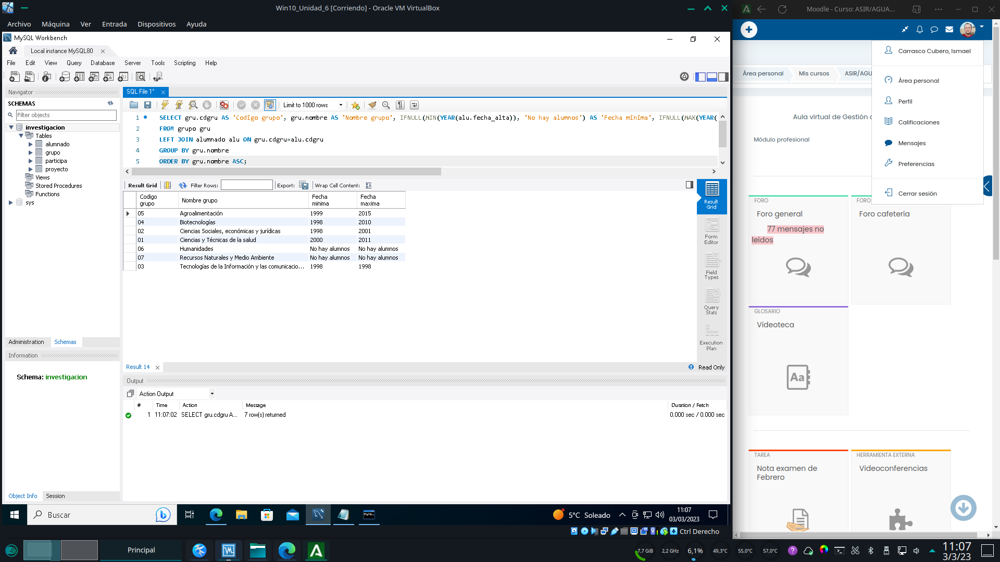 Win10_Unidad_6 [Corriendo] - Oracle VM VirtualBox
Archivo Máquina Ver Entrada Dispositivos Ayuda
MySQL Workbench
Local instance MySQL80
File Edit View Query Database Server Tools Scripting Help
Navigator
SCHEMAS
Filter objects
investigacion
Tables
alumnado
grupo
participa
proyecto
Views
Stored Procedures
Functions
sys
Administration Schemas
Information
Schema: investigacion
Object Info Session
SQL File 1*
Limit to 1000 rows
1 SELECT gru.cdgru AS 'Codigo grupo', gru.nombre AS 'Nombre grupo', IFNULL(MIN(YEAR(alu.fecha_alta)), 'No hay alumnos') AS 'Fecha minima', IFNULL(MAX(YEAR(
2 FROM grupo gru
3 LEFT JOIN alumnado alu ON gru.cdgru=alu.cdgru
4 GROUP BY gru.nombre
5 ORDER BY gru.nombre ASC;
Result Grid Filter Rows: Export: Wrap Cell Content:
Codigo grupo Nombre grupo Fecha minima Fecha maxima
05 Agroalimentación 1999 2015
04 Biotecnologías 1998 2010
02 Ciencias Sociales, económicas y jurídicas 1998 2001
01 Ciencias y Técnicas de la salud 2000 2011
06 Humanidades No hay alumnos No hay alumnos
07 Recursos Naturales y Medio Ambiente No hay alumnos No hay alumnos
03 Tecnologías de la Información y las comunicacio... 1998 1998
Result Grid
Form Editor
Field Types
Query Stats
Execution Plan
Result 14
Read Only
Output
Action Output
# Time Action Message Duration / Fetch
1 11:07:02 SELECT gru.cdgru A... 7 row(s) returned 0.000 sec / 0.000 sec
Buscar
5°C Soleado
11:07
03/03/2023
Ctrl Derecho
Moodle - Curso: ASIR/AGUA...
Carrasco Cubero, Ismael
Área personal
Perfil
Calificaciones
Mensajes
Preferencias
Cerrar sesión
Área personal Mis cursos ASIR/AGU
Aula virtual de Gestión
Módulo profesional
FORO
Foro general
77 mensajes no
leídos
FORO
Foro cafetería
GLOSARIO
Videoteca
Aa
TAREA
Nota examen de
Febrero
HERRAMIENTA EXTERNA
Videoconferencias
Principal
7,7 GiB 2,2 GHz 6,1% 49,3°C 55,0°C 57,0°C
11:07
3/3/23